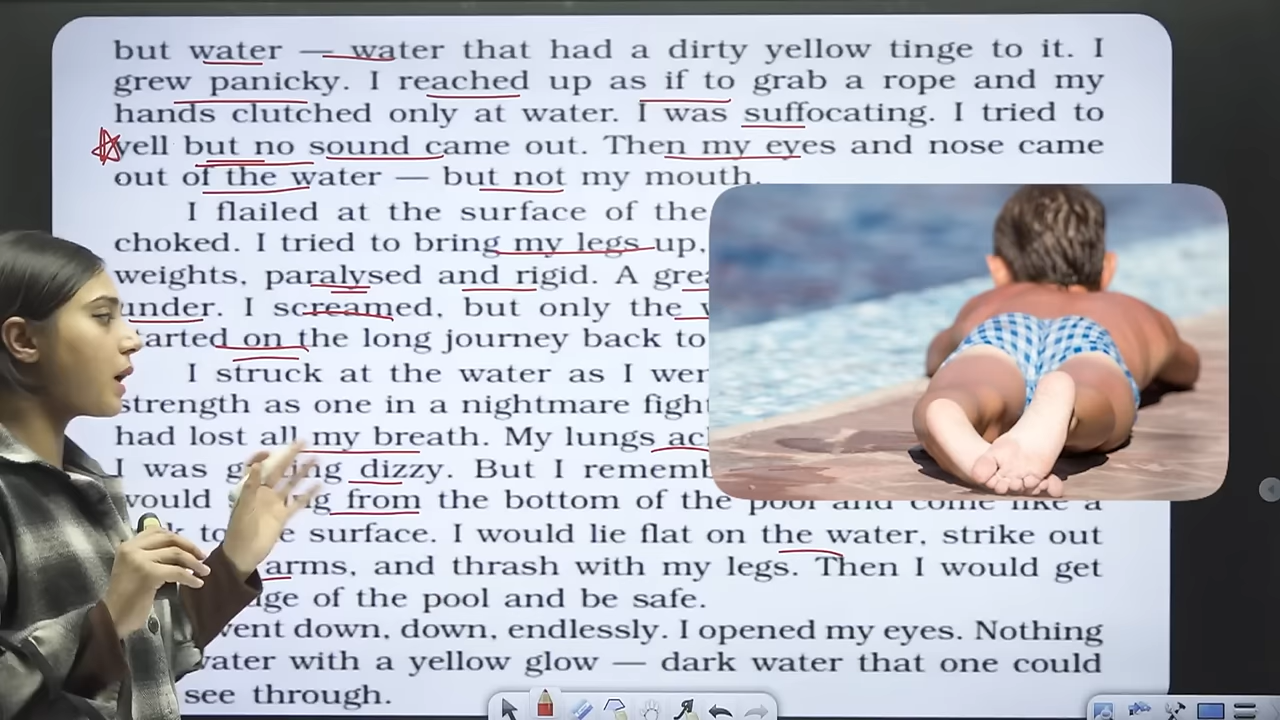 but water — water that had a dirty yellow tinge to it. I
grew panicky. I reached up as if to grab a rope and my
hands clutched only at water. I was suffocating. I tried to
yell but no sound came out. Then my eyes and nose came
out of the water — but not my mouth.
I flailed at the surface of the
choked. I tried to bring my legs up,
weights, paralysed and rigid. A
under. I screamed, but only the
the long journey back to
I struck at the water as I
strength as one in a nightmare
had lost all my breath. My lungs
I was dizzy. But I
would from the bottom of the pool and come like a
surface. I would lie flat on the water, strike out
arms, and thrash with my legs. Then I would get
of the pool and be safe.
down, down, endlessly. I opened my eyes. Nothing
water with a yellow glow — dark water that one could
see through.